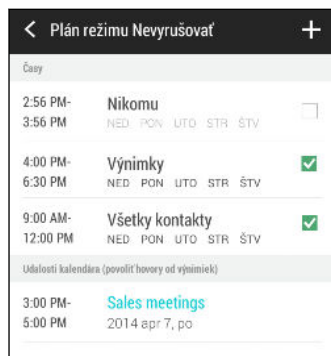 Plán režimu Nevyrušovať
Časy
2:56 PM- Nikomu
3:56 PM NED PON UTO STR ŠTV
4:00 PM- Výnimky
6:30 PM NED PON UTO STR ŠTV
9:00 AM- Všetky kontakty
12:00 PM NED PON UTO STR ŠTV
Udalosti kalendára (povoliť hovory od výnimiek)
3:00 PM- Sales meetings
5:00 PM 2014 apr 7, po